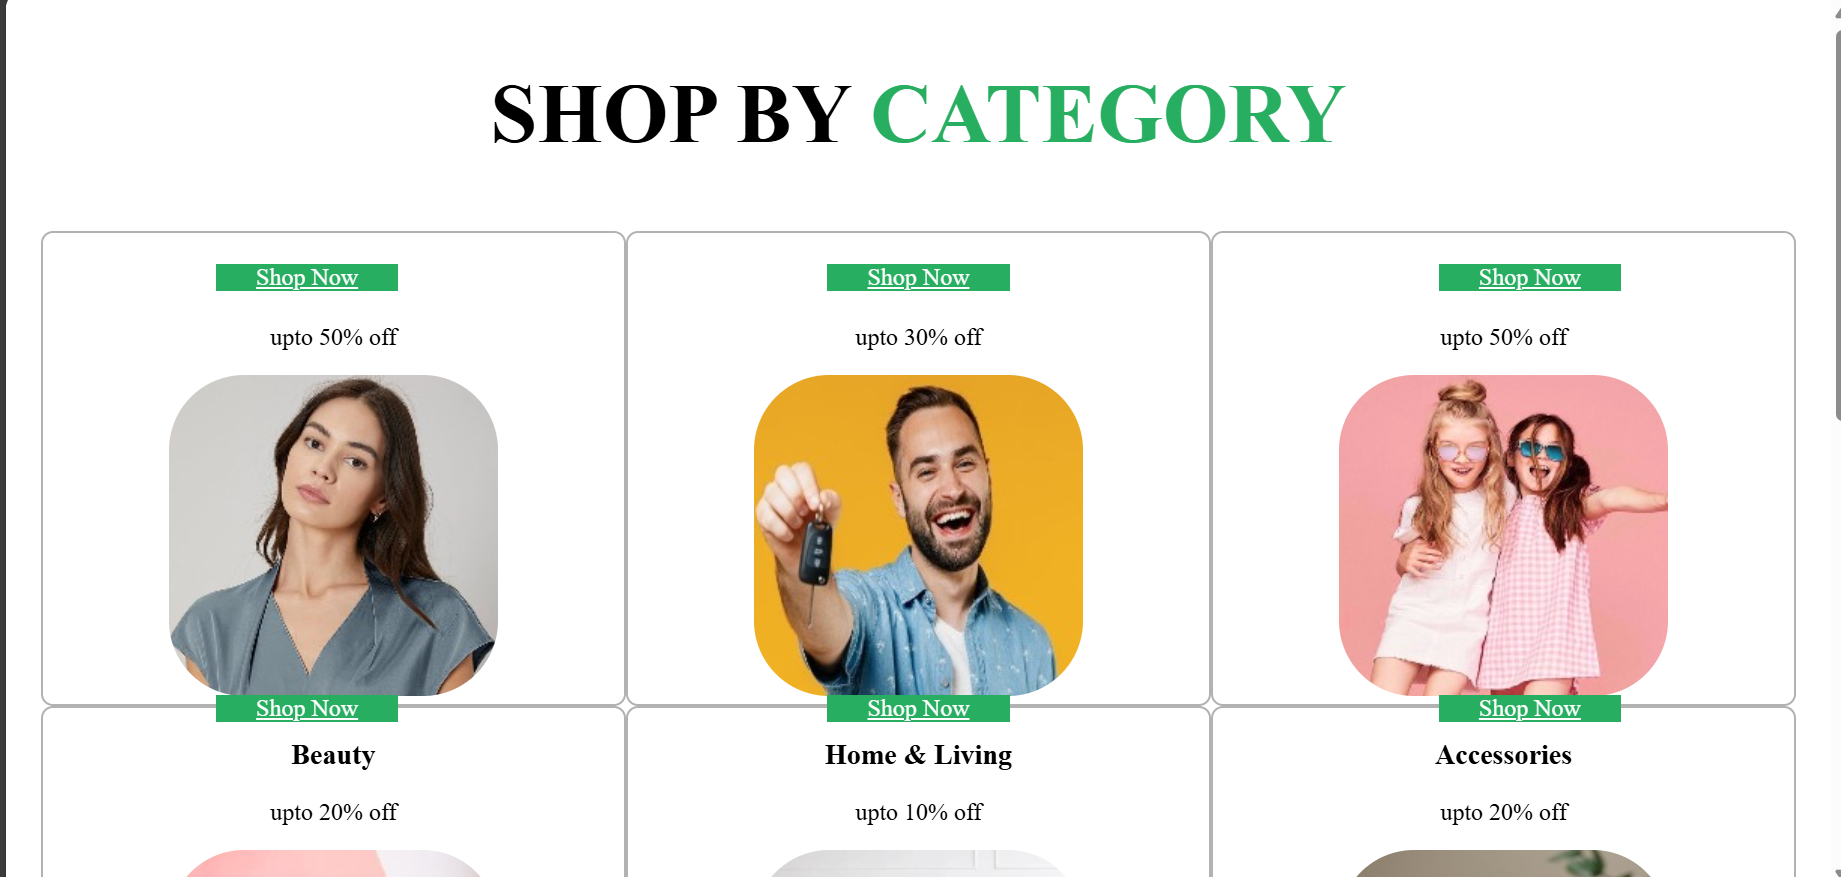 SHOP BY CATEGORY
Shop Now Shop Now Shop Now
upto 50% off upto 30% off upto 50% off
Shop Now Shop Now Shop Now
Beauty Home & Living Accessories
upto 20% off upto 10% off upto 20% off